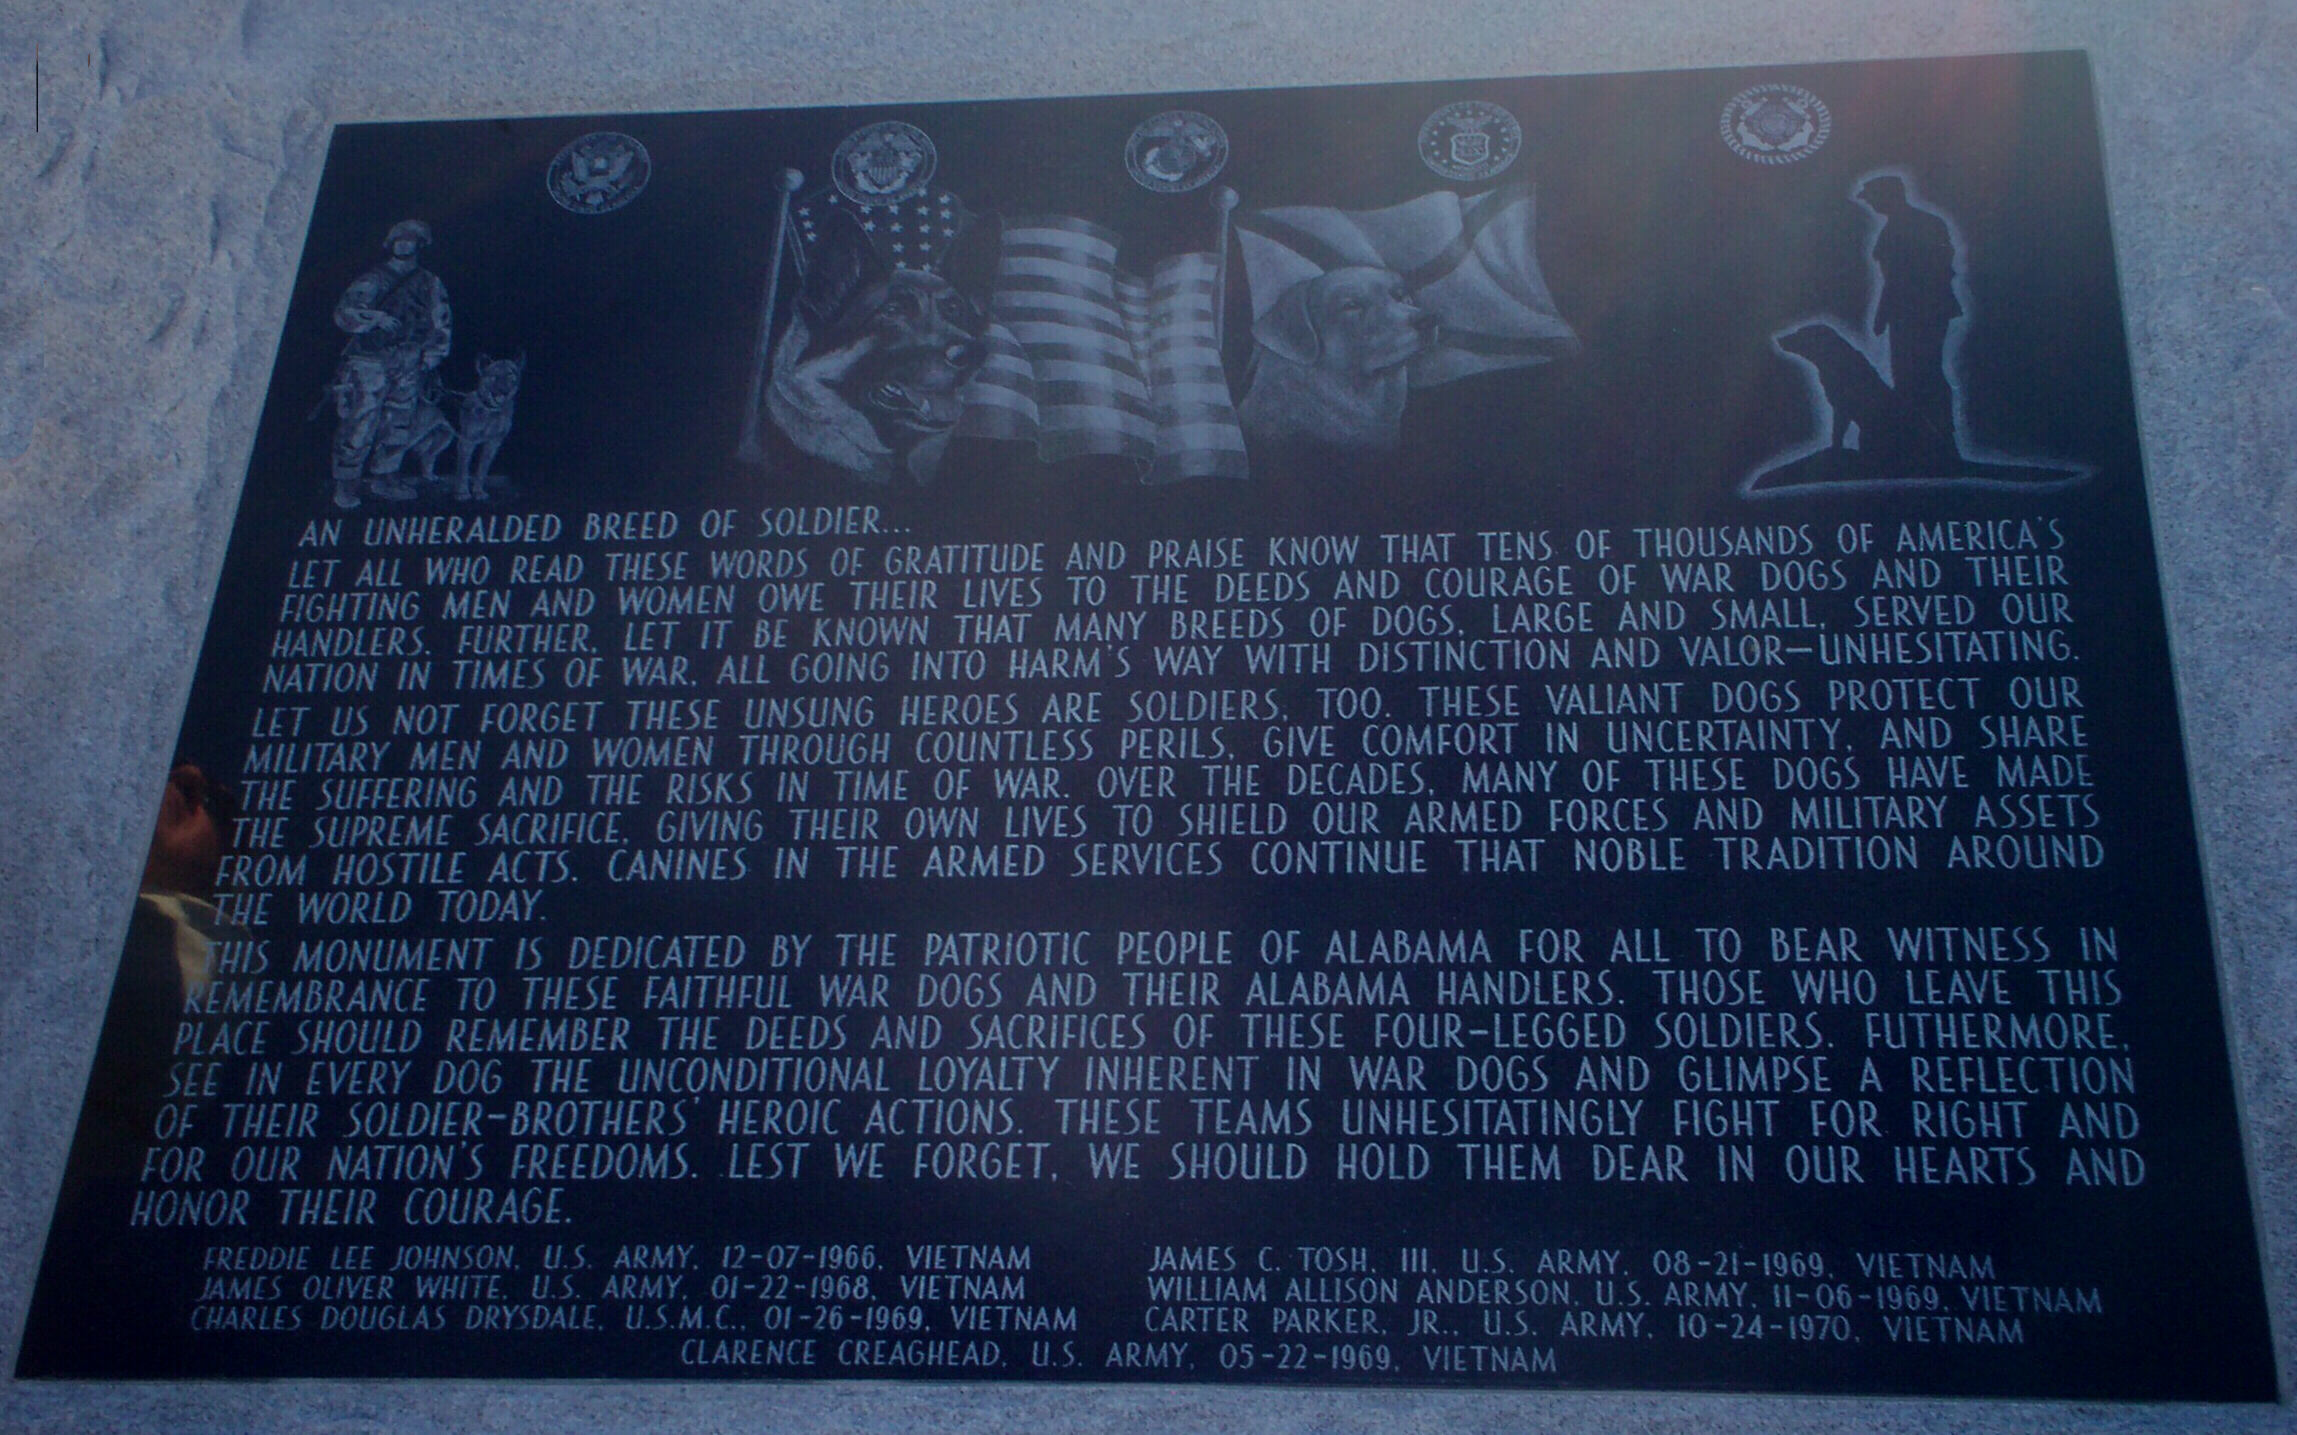 AN UNHERALDED BREED OF SOLDIER...
LET ALL WHO READ THESE WORDS OF GRATITUDE AND PRAISE KNOW THAT TENS OF THOUSANDS OF AMERICA'S
FIGHTING MEN AND WOMEN OWE THEIR LIVES TO THE DEEDS AND COURAGE OF WAR DOGS AND THEIR
HANDLERS. FURTHER, LET IT BE KNOWN THAT MANY BREEDS OF DOGS, LARGE AND SMALL, SERVED OUR
NATION IN TIMES OF WAR, ALL GOING INTO HARM'S WAY WITH DISTINCTION AND VALOR—UNHESITATING.
LET US NOT FORGET THESE UNSUNG HEROES ARE SOLDIERS, TOO. THESE VALIANT DOGS PROTECT OUR
MILITARY MEN AND WOMEN THROUGH COUNTLESS PERILS, GIVE COMFORT IN UNCERTAINTY, AND SHARE
THE SUFFERING AND THE RISKS IN TIME OF WAR. OVER THE DECADES, MANY OF THESE DOGS HAVE MADE
THE SUPREME SACRIFICE, GIVING THEIR OWN LIVES TO SHIELD OUR ARMED FORCES AND MILITARY ASSETS
FROM HOSTILE ACTS. CANINES IN THE ARMED SERVICES CONTINUE THAT NOBLE TRADITION AROUND
THE WORLD TODAY.
THIS MONUMENT IS DEDICATED BY THE PATRIOTIC PEOPLE OF ALABAMA FOR ALL TO BEAR WITNESS IN
REMEMBRANCE TO THESE FAITHFUL WAR DOGS AND THEIR ALABAMA HANDLERS. THOSE WHO LEAVE THIS
PLACE SHOULD REMEMBER THE DEEDS AND SACRIFICES OF THESE FOUR-LEGGED SOLDIERS. FUTHERMORE,
SEE IN EVERY DOG THE UNCONDITIONAL LOYALTY INHERENT IN WAR DOGS AND GLIMPSE A REFLECTION
OF THEIR SOLDIER-BROTHERS' HEROIC ACTIONS. THESE TEAMS UNHESITATINGLY FIGHT FOR RIGHT AND
FOR OUR NATION'S FREEDOMS. LEST WE FORGET, WE SHOULD HOLD THEM DEAR IN OUR HEARTS AND
HONOR THEIR COURAGE.
FREDDIE LEE JOHNSON, U.S. ARMY, 12-07-1966, VIETNAM
JAMES OLIVER WHITE, U.S. ARMY, 01-22-1968, VIETNAM
CHARLES DOUGLAS DRYSDALE, U.S.M.C., 01-26-1969, VIETNAM
JAMES C. TOSH, III, U.S. ARMY, 08-21-1969, VIETNAM
WILLIAM ALLISON ANDERSON, U.S. ARMY, 11-06-1969, VIETNAM
CARTER PARKER, JR., U.S. ARMY, 10-24-1970, VIETNAM
CLARENCE CREAGHEAD, U.S. ARMY, 05-22-1969, VIETNAM